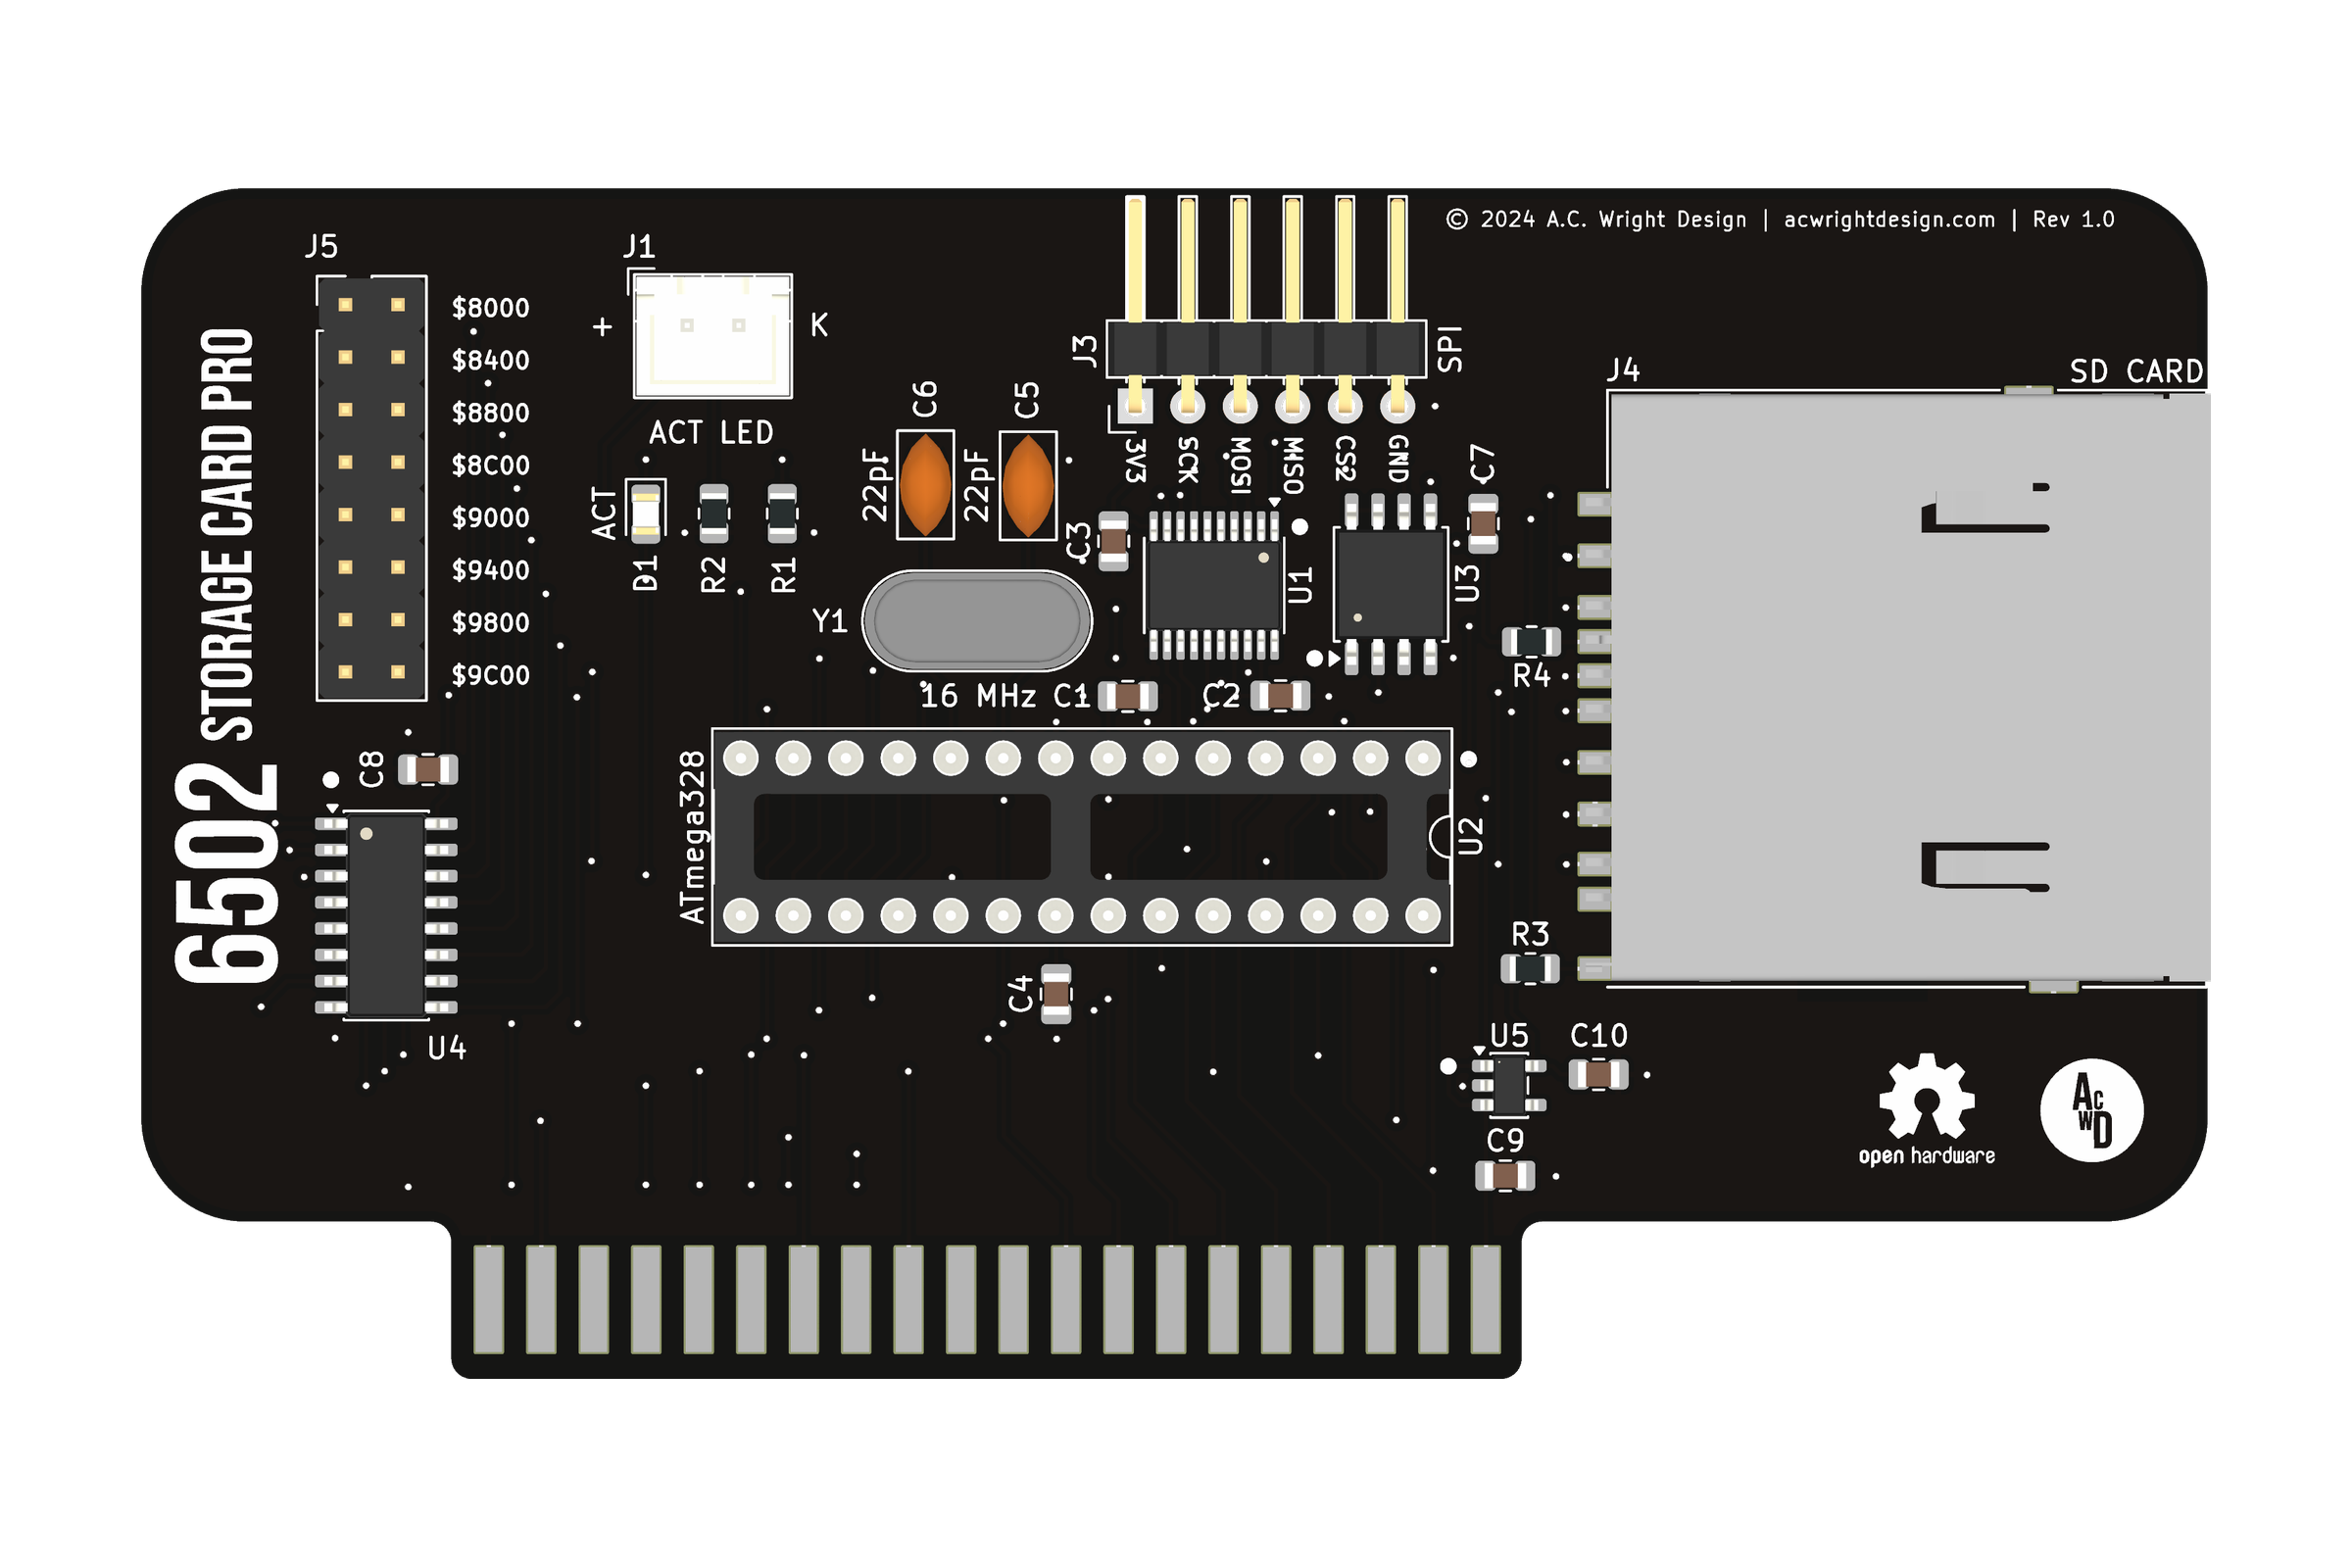 © 2024 A.C. Wright Design | acwrightdesign.com | Rev 1.0
J5
J1
$8000
$8400
$8800
$8C00
$9000
$9400
$9800
$9C00
6502 STORAGE CARD PRO
+
K
ACT LED
ACT
D1
R2
R1
C6
22pF
C5
22pF
J3
SPI
3V3
SCK
MOSI
MISO
CS2
GND
C7
C3
U1
U3
J4
SD CARD
Y1
16 MHz
C1
C2
R4
C8
U4
ATmega328
U2
C4
R3
U5
C10
C9
open hardware
ACWD